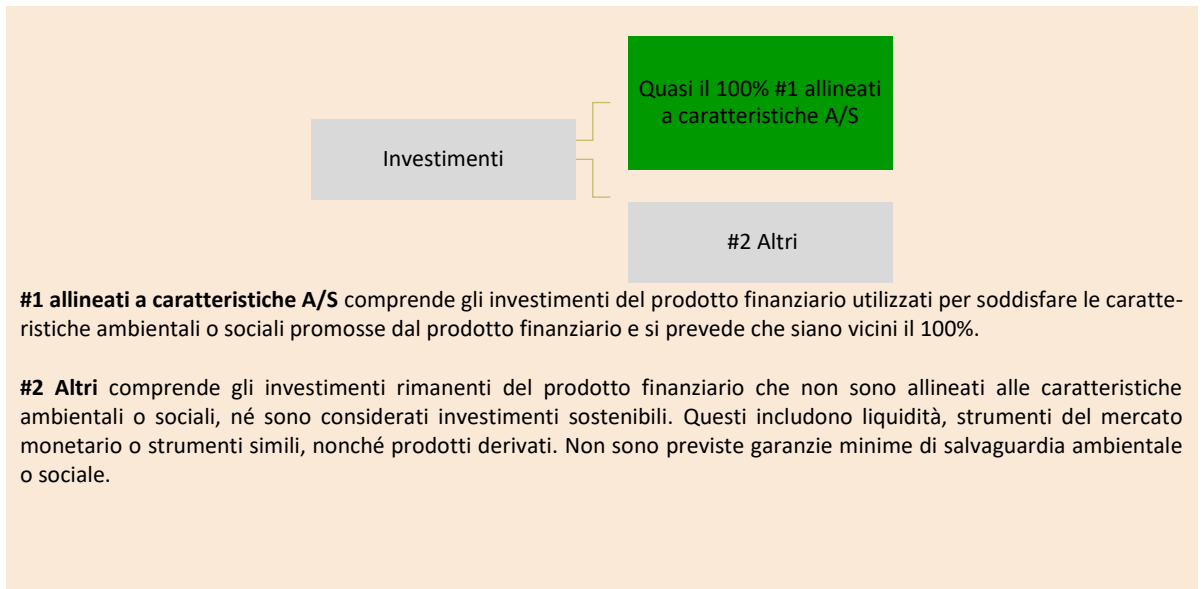 Quasi il 100% #1 allineati
a caratteristiche A/S
Investimenti
#2 Altri
#1 allineati a caratteristiche A/S comprende gli investimenti del prodotto finanziario utilizzati per soddisfare le caratte-
ristiche ambientali o sociali promosse dal prodotto finanziario e si prevede che siano vicini il 100%.
#2 Altri comprende gli investimenti rimanenti del prodotto finanziario che non sono allineati alle caratteristiche
ambientali o sociali, né sono considerati investimenti sostenibili. Questi includono liquidità, strumenti del mercato
monetario o strumenti simili, nonché prodotti derivati. Non sono previste garanzie minime di salvaguardia ambientale
o sociale.